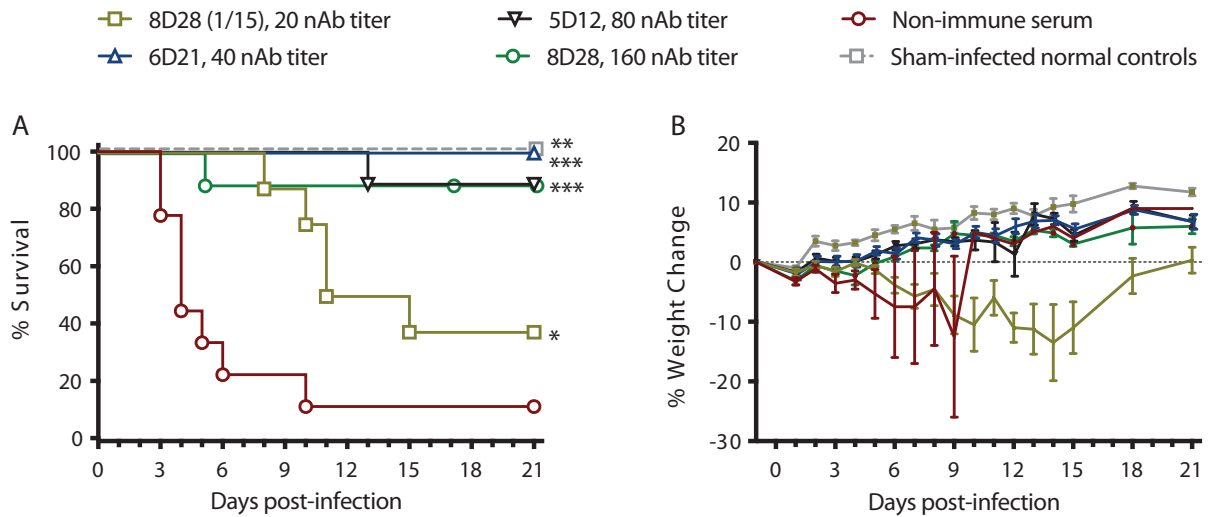 8D28 (1/15), 20 nAb titer
5D12, 80 nAb titer
Non-immune serum
6D21, 40 nAb titer
8D28, 160 nAb titer
Sham-infected normal controls
A
% Survival
100
80
60
40
20
0
**
***
***
*
0 3 6 9 12 15 18 21
Days post-infection
B
% Weight Change
20
10
0
-10
-20
-30
0 3 6 9 12 15 18 21
Days post-infection